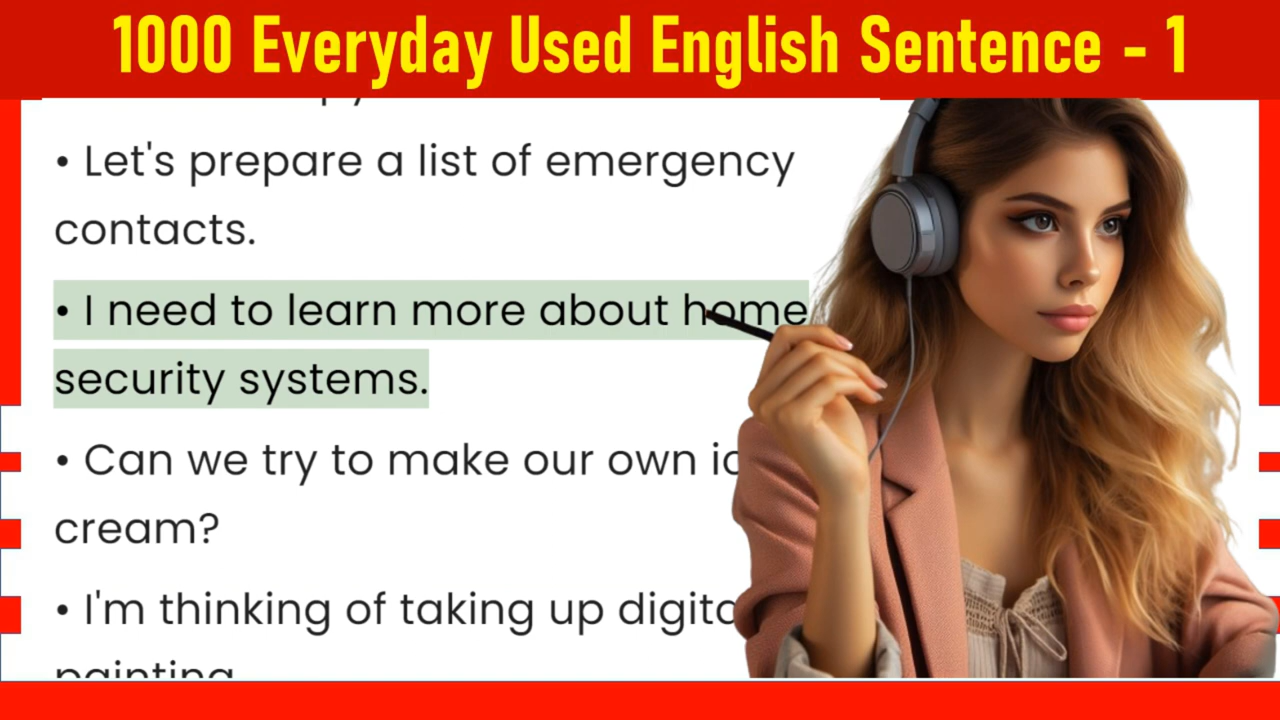 1000 Everyday Used English Sentence - 1
• Let's prepare a list of emergency
contacts.
• I need to learn more about home
security systems.
• Can we try to make our own
cream?
• I'm thinking of taking up
painting